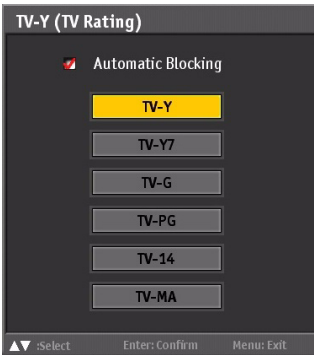 TV-Y (TV Rating)
Automatic Blocking
TV-Y
TV-Y7
TV-G
TV-PG
TV-14
TV-MA
▲▼ :Select Enter: Confirm Menu: Exit